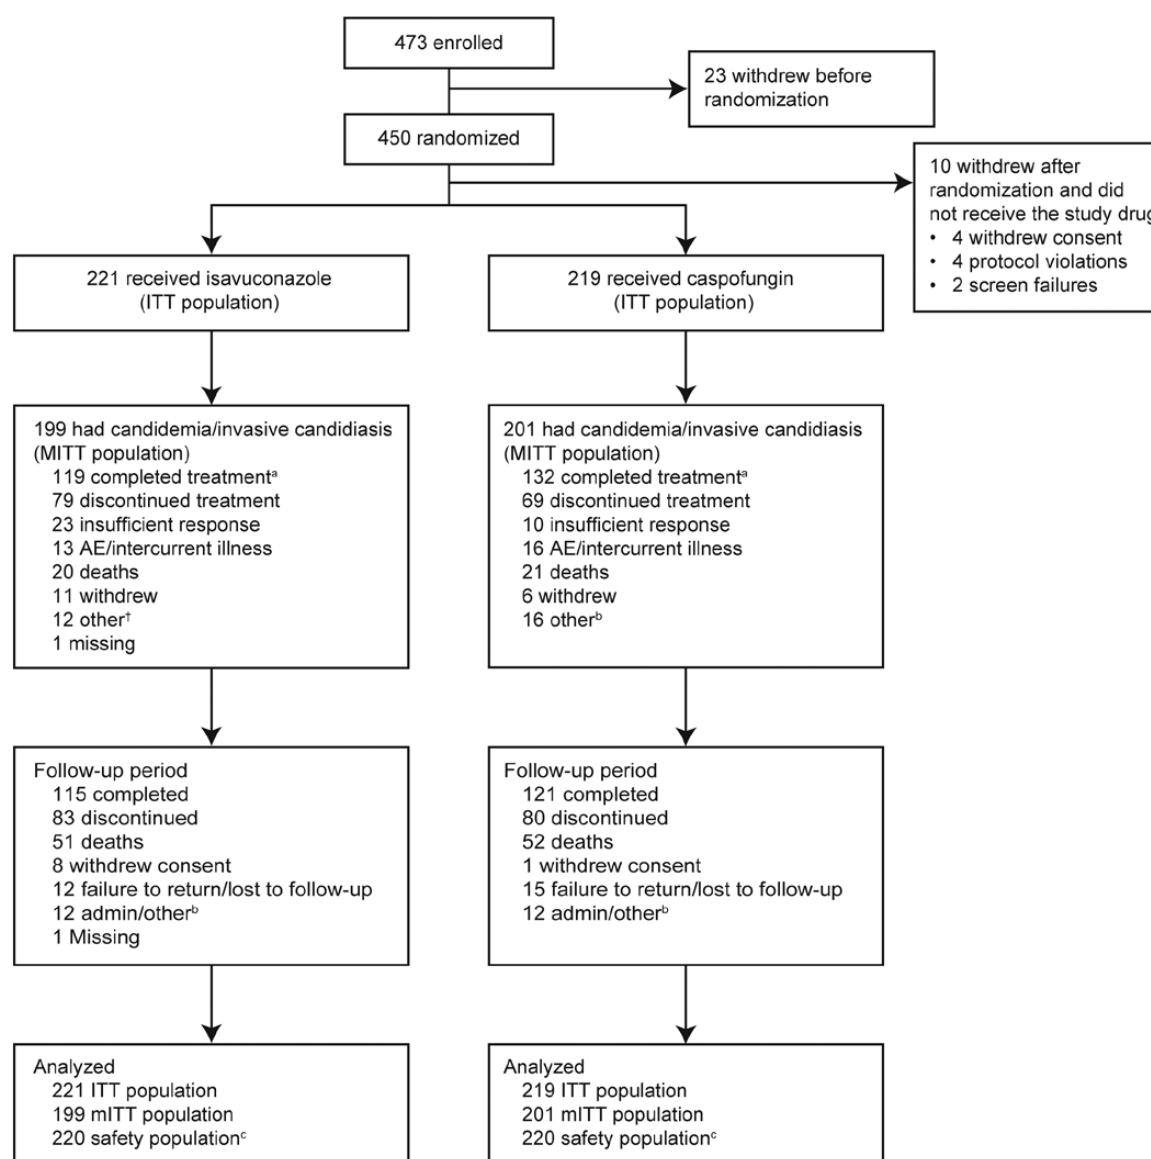 473 enrolled
23 withdrew before
randomization
450 randomized
10 withdrew after
randomization and did
not receive the study drug
• 4 withdrew consent
• 4 protocol violations
• 2 screen failures
221 received isavuconazole
(ITT population)
219 received caspofungin
(ITT population)
199 had candidemia/invasive candidiasis
(MITT population)
119 completed treatmentᵃ
79 discontinued treatment
23 insufficient response
13 AE/intercurrent illness
20 deaths
11 withdrew
12 other†
1 missing
201 had candidemia/invasive candidiasis
(MITT population)
132 completed treatmentᵃ
69 discontinued treatment
10 insufficient response
16 AE/intercurrent illness
21 deaths
6 withdrew
16 otherᵇ
Follow-up period
115 completed
83 discontinued
51 deaths
8 withdrew consent
12 failure to return/lost to follow-up
12 admin/otherᵇ
1 Missing
Follow-up period
121 completed
80 discontinued
52 deaths
1 withdrew consent
15 failure to return/lost to follow-up
12 admin/otherᵇ
Analyzed
221 ITT population
199 mITT population
220 safety populationᶜ
Analyzed
219 ITT population
201 mITT population
220 safety populationᶜ